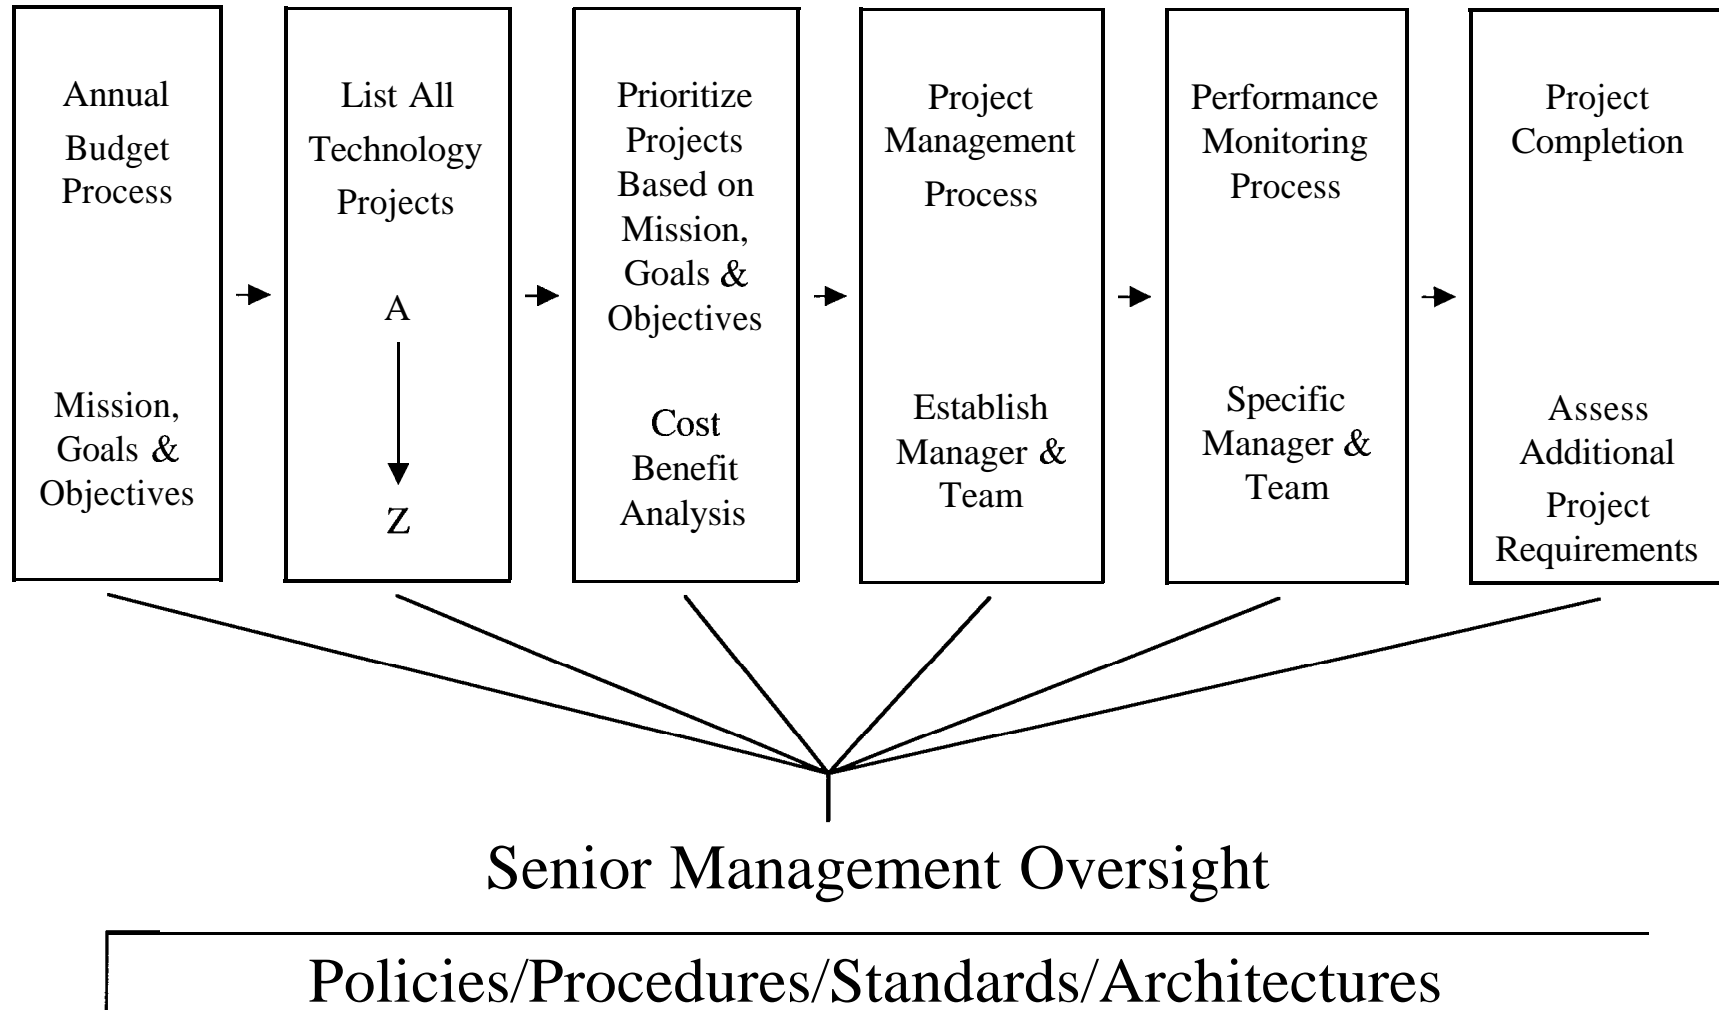 Annual
Budget
Process
Mission,
Goals &
Objectives
List All
Technology
Projects
A
Z
Prioritize
Projects
Based on
Mission,
Goals &
Objectives
Cost
Benefit
Analysis
Project
Management
Process
Establish
Manager &
Team
Performance
Monitoring
Process
Specific
Manager &
Team
Project
Completion
Assess
Additional
Project
Requirements
Senior Management Oversight
Policies/Procedures/Standards/Architectures